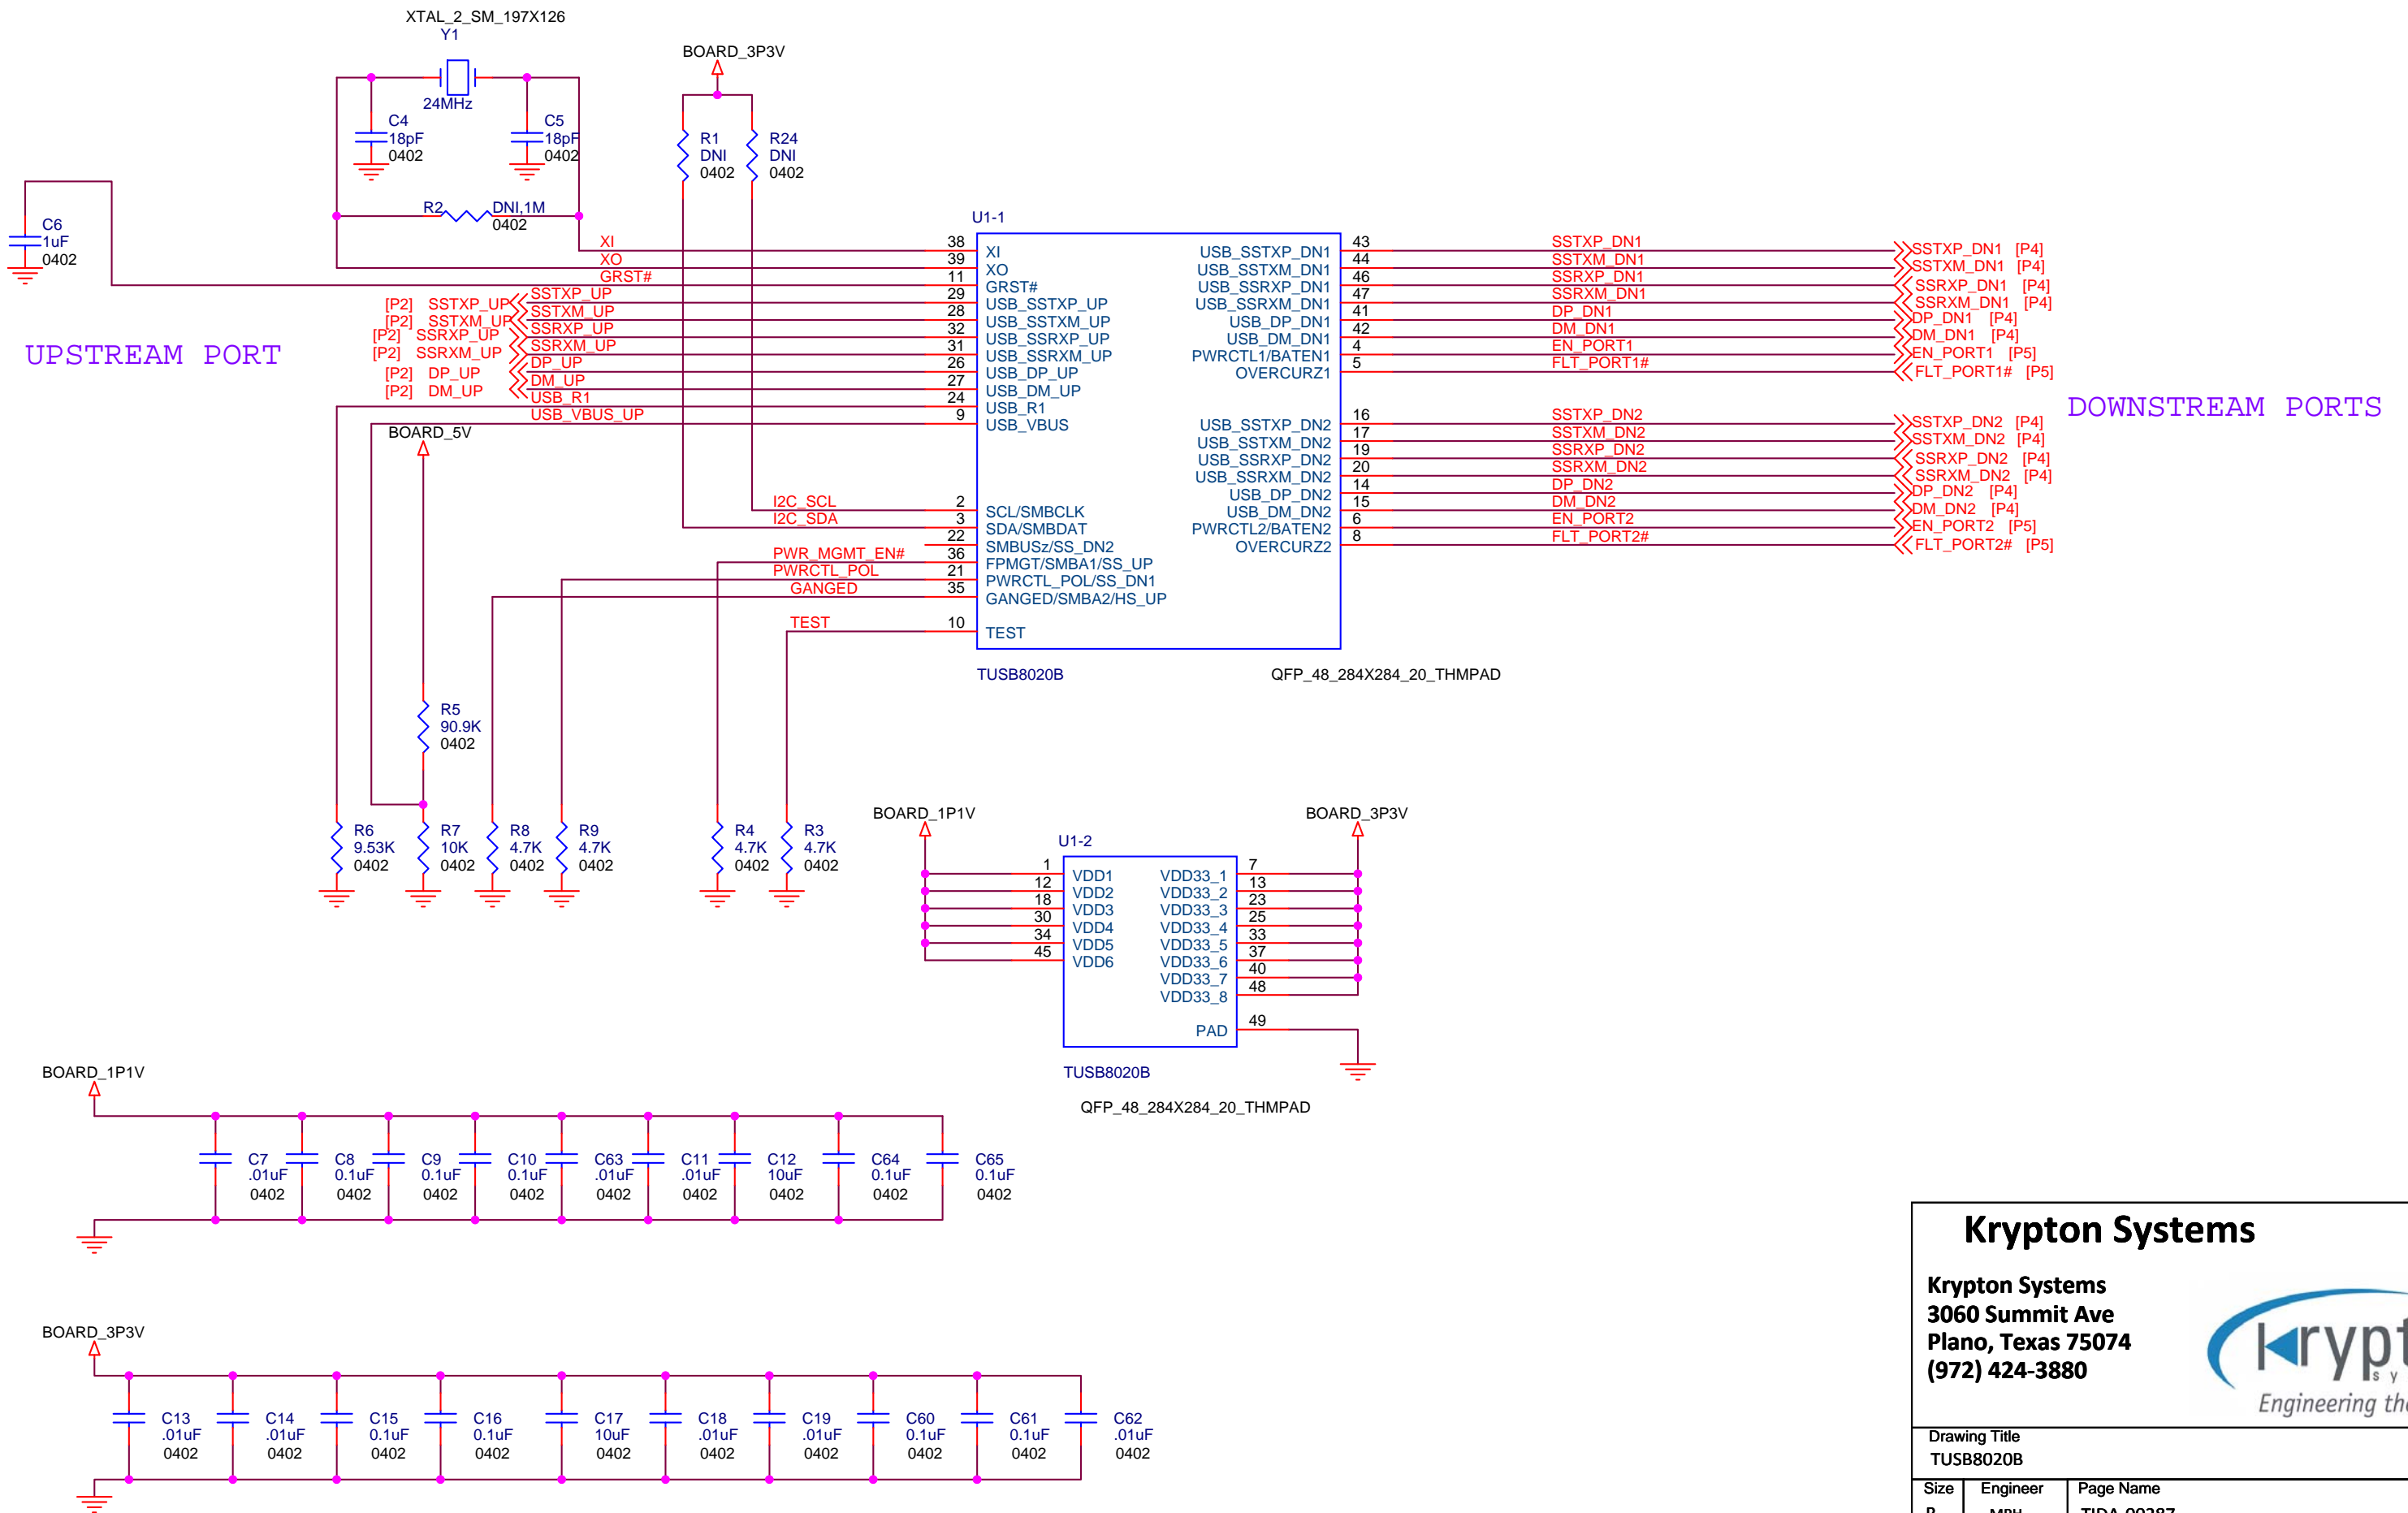 XTAL_2_SM_197X126
Y1
24MHz
C4
18pF
0402
C5
18pF
0402
BOARD_3P3V
R1
DNI
0402
R24
DNI
0402
C6
1uF
0402
R2
DNI,1M
0402
UPSTREAM PORT
[P2] SSTXP_UP
[P2] SSTXM_UP
[P2] SSRXP_UP
[P2] SSRXM_UP
[P2] DP_UP
[P2] DM_UP
U1-1
XI 38 XI
XO 39 XO
GRST# 11 GRST#
SSTXP_UP 29 USB_SSTXP_UP
SSTXM_UP 28 USB_SSTXM_UP
SSRXP_UP 32 USB_SSRXP_UP
SSRXM_UP 31 USB_SSRXM_UP
DP_UP 26 USB_DP_UP
DM_UP 27 USB_DM_UP
USB_R1 24 USB_R1
USB_VBUS_UP 9 USB_VBUS
I2C_SCL 2 SCL/SMBCLK
I2C_SDA 3 SDA/SMBDAT
22 SMBUSz/SS_DN2
PWR_MGMT_EN# 36 FPMGT/SMBA1/SS_UP
PWRCTL_POL 21 PWRCTL_POL/SS_DN1
GANGED 35 GANGED/SMBA2/HS_UP
TEST 10 TEST
USB_SSTXP_DN1 43 SSTXP_DN1 SSTXP_DN1 [P4]
USB_SSTXM_DN1 44 SSTXM_DN1 SSTXM_DN1 [P4]
USB_SSRXP_DN1 46 SSRXP_DN1 SSRXP_DN1 [P4]
USB_SSRXM_DN1 47 SSRXM_DN1 SSRXM_DN1 [P4]
USB_DP_DN1 41 DP_DN1 DP_DN1 [P4]
USB_DM_DN1 42 DM_DN1 DM_DN1 [P4]
PWRCTL1/BATEN1 4 EN_PORT1 EN_PORT1 [P5]
OVERCURZ1 5 FLT_PORT1# FLT_PORT1# [P5]
DOWNSTREAM PORTS
USB_SSTXP_DN2 16 SSTXP_DN2 SSTXP_DN2 [P4]
USB_SSTXM_DN2 17 SSTXM_DN2 SSTXM_DN2 [P4]
USB_SSRXP_DN2 19 SSRXP_DN2 SSRXP_DN2 [P4]
USB_SSRXM_DN2 20 SSRXM_DN2 SSRXM_DN2 [P4]
USB_DP_DN2 14 DP_DN2 DP_DN2 [P4]
USB_DM_DN2 15 DM_DN2 DM_DN2 [P4]
PWRCTL2/BATEN2 6 EN_PORT2 EN_PORT2 [P5]
OVERCURZ2 8 FLT_PORT2# FLT_PORT2# [P5]
TUSB8020B
QFP_48_284X284_20_THMPAD
BOARD_5V
R5
90.9K
0402
R6
9.53K
0402
R7
10K
0402
R8
4.7K
0402
R9
4.7K
0402
R4
4.7K
0402
R3
4.7K
0402
BOARD_1P1V
BOARD_3P3V
U1-2
1 VDD1 VDD33_1 7
12 VDD2 VDD33_2 13
18 VDD3 VDD33_3 23
30 VDD4 VDD33_4 25
34 VDD5 VDD33_5 33
45 VDD6 VDD33_6 37
VDD33_7 40
VDD33_8 48
PAD 49
TUSB8020B
QFP_48_284X284_20_THMPAD
BOARD_1P1V
C7
.01uF
0402
C8
0.1uF
0402
C9
0.1uF
0402
C10
0.1uF
0402
C63
.01uF
0402
C11
.01uF
0402
C12
10uF
0402
C64
0.1uF
0402
C65
0.1uF
0402
BOARD_3P3V
C13
.01uF
0402
C14
.01uF
0402
C15
0.1uF
0402
C16
0.1uF
0402
C17
10uF
0402
C18
.01uF
0402
C19
.01uF
0402
C60
0.1uF
0402
C61
0.1uF
0402
C62
.01uF
0402
Krypton Systems
Krypton Systems
3060 Summit Ave
Plano, Texas 75074
(972) 424-3880
Engineering
Drawing Title
TUSB8020B
Size Engineer Page Name